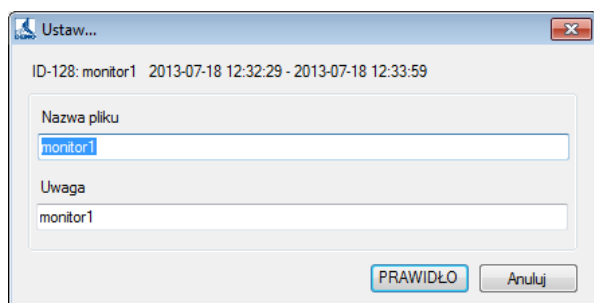 Ustaw...
ID-128: monitor1 2013-07-18 12:32:29 - 2013-07-18 12:33:59
Nazwa pliku
monitor1
Uwaga
monitor1
PRAWIDŁO Anuluj